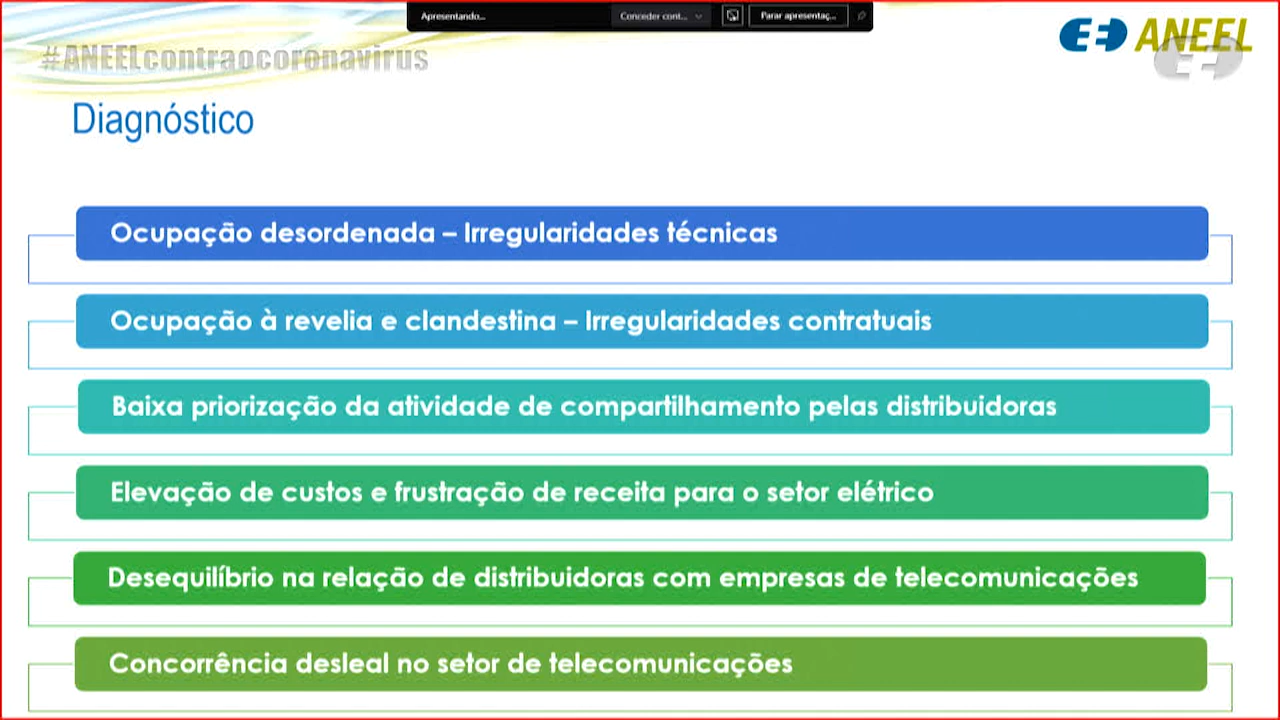 Apresentando...
Conceder cont...
Parar apresentaç...
#ANEELcontraocoronavirus
ANEEL
Diagnóstico
Ocupação desordenada – Irregularidades técnicas
Ocupação à revelia e clandestina – Irregularidades contratuais
Baixa priorização da atividade de compartilhamento pelas distribuidoras
Elevação de custos e frustração de receita para o setor elétrico
Desequilíbrio na relação de distribuidoras com empresas de telecomunicações
Concorrência desleal no setor de telecomunicações